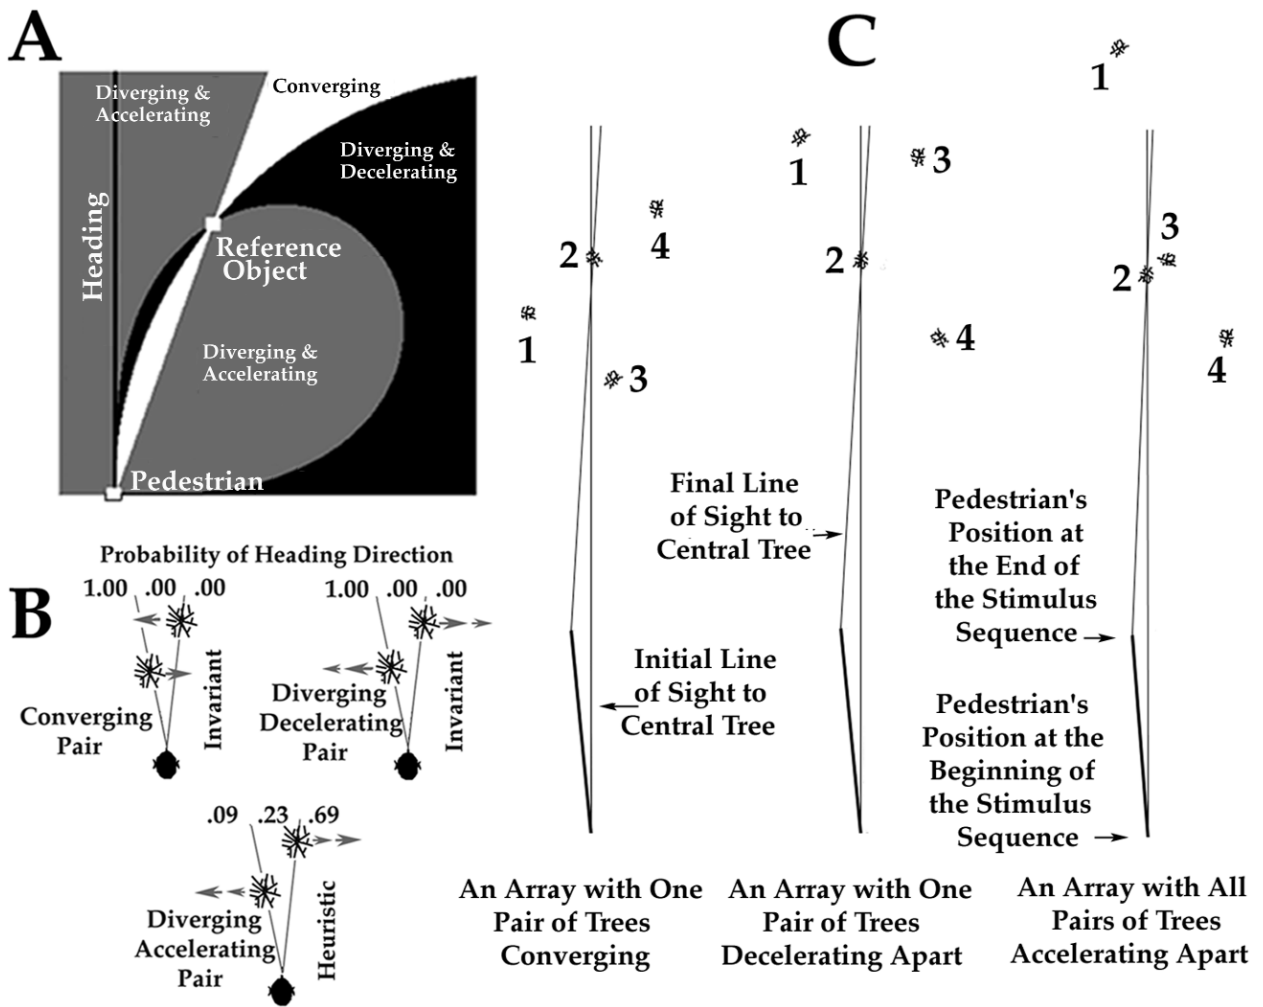 A
Diverging &
Accelerating
Converging
Diverging &
Decelerating
Heading
Reference
Object
Diverging &
Accelerating
Pedestrian
B
Probability of Heading Direction
1.00 .00 .00
Converging
Pair
Invariant
1.00 .00 .00
Diverging
Decelerating
Pair
Invariant
.09 .23 .69
Diverging
Accelerating
Pair
Heuristic
C
2
4
1
3
An Array with One
Pair of Trees
Converging
1
3
2
4
Final Line
of Sight to
Central Tree
Initial Line
of Sight to
Central Tree
An Array with One
Pair of Trees
Decelerating Apart
1
3
2
4
Pedestrian's
Position at
the End of
the Stimulus
Sequence
Pedestrian's
Position at the
Beginning of
the Stimulus
Sequence
An Array with All
Pairs of Trees
Accelerating Apart